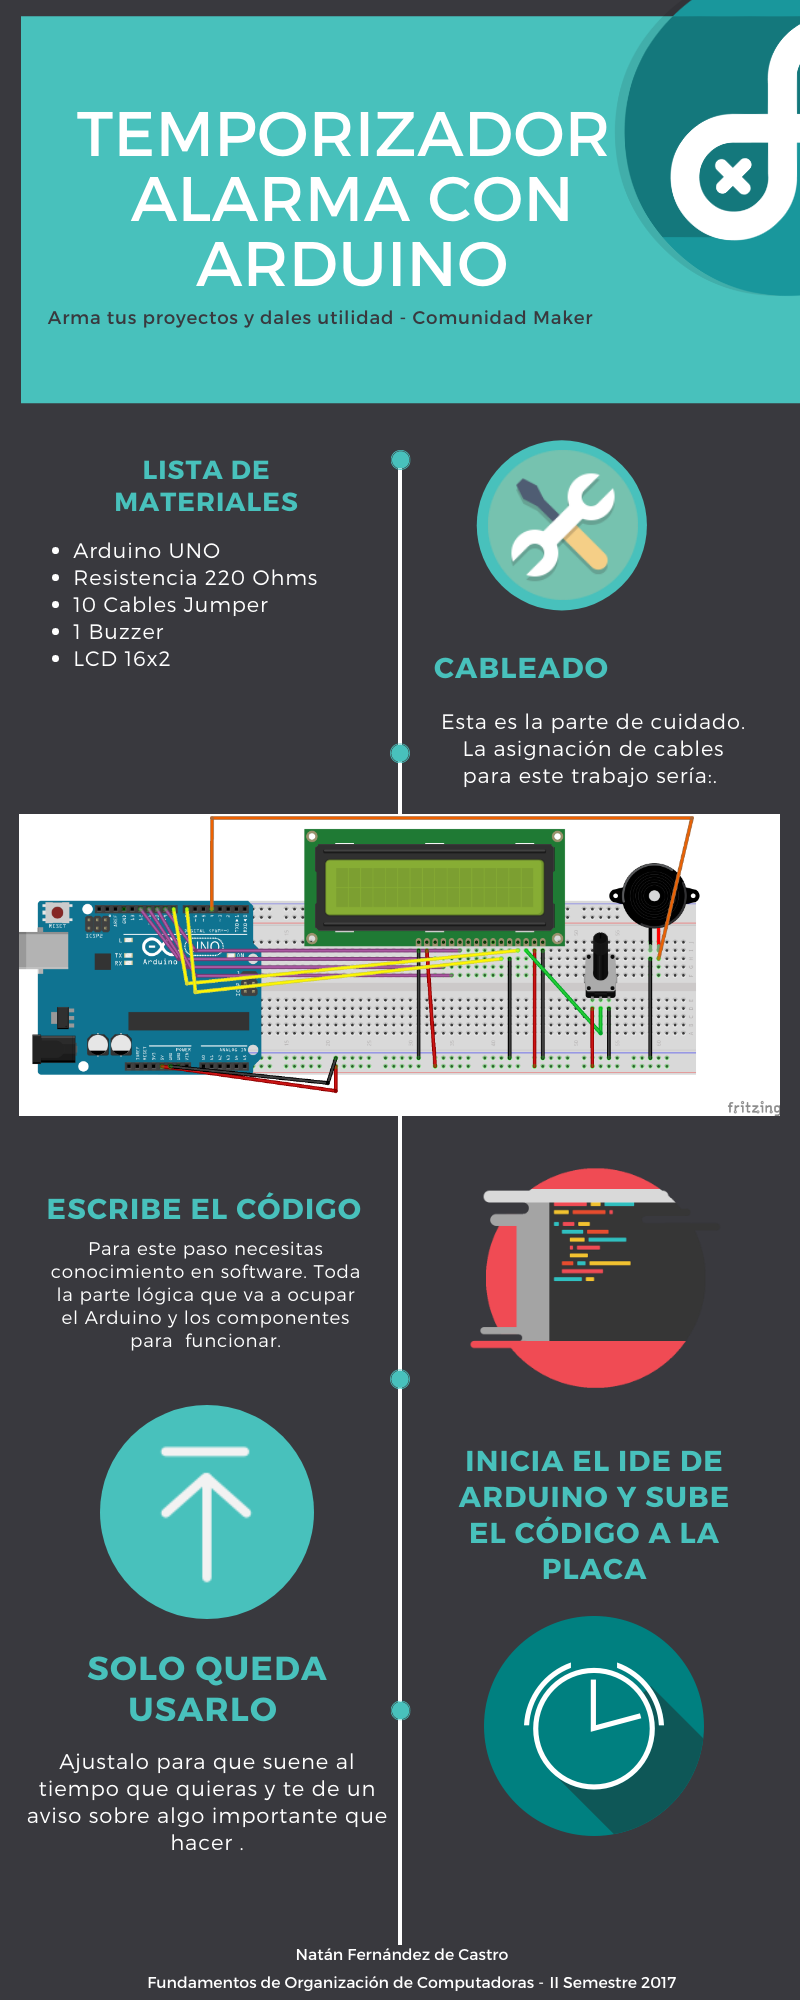 TEMPORIZADOR
ALARMA CON
ARDUINO
Arma tus proyectos y dales utilidad - Comunidad Maker
LISTA DE
MATERIALES
Arduino UNO
Resistencia 220 Ohms
10 Cables Jumper
1 Buzzer
LCD 16x2
CABLEADO
Esta es la parte de cuidado.
La asignación de cables
para este trabajo sería:.
RESET
ICSP2
L
TX
RX
Arduino
UNO
ON
POWER
ANALOG IN
fritzing
ESCRIBE EL CÓDIGO
Para este paso necesitas
conocimiento en software. Toda
la parte lógica que va a ocupar
el Arduino y los componentes
para funcionar.
INICIA EL IDE DE
ARDUINO Y SUBE
EL CÓDIGO A LA
PLACA
SOLO QUEDA
USARLO
Ajustalo para que suene al
tiempo que quieras y te de un
aviso sobre algo importante que
hacer .
Natán Fernández de Castro
Fundamentos de Organización de Computadoras - II Semestre 2017